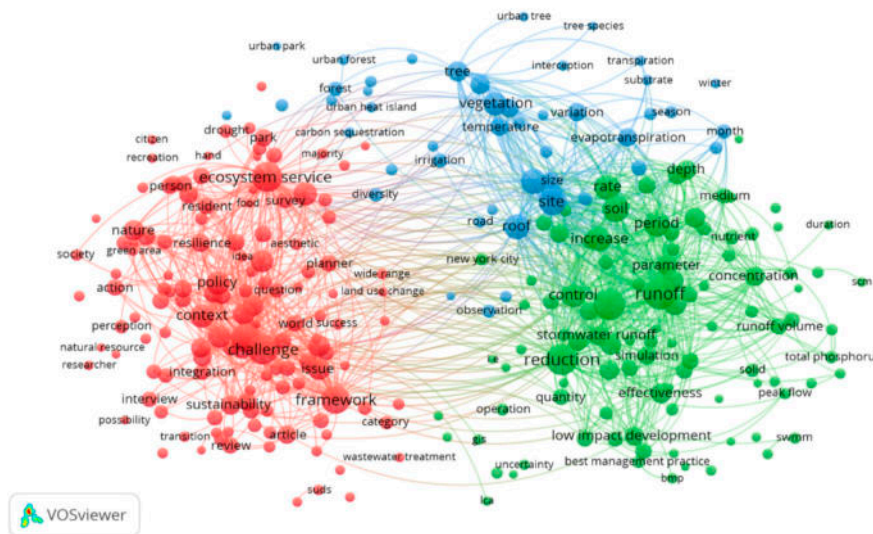 urban tree
tree species
urban park
urban forest
tree
interception
transpiration
substrate
winter
forest
vegetation
urban heat island
variation
season
drought
park
temperature
carbon sequestration
evapotranspiration
month
citizen
hand
majority
irrigation
recreation
ecosystem service
size
rate
depth
person
food
survey
diversity
medium
resident
site
soil
nature
aesthetic
road
roof
period
duration
green area
resilience
idea
increase
nutrient
society
planner
new york city
parameter
action
policy
question
wide range
concentration
scm
land use change
control
runoff
context
observation
perception
world
success
stormwater runoff
runoff volume
natural resource
challenge
reduction
simulation
total phosphoru
researcher
integration
issue
i.e
solid
interview
framework
quantity
effectiveness
peak flow
sustainability
operation
possibility
category
transition
article
gis
low impact development
swmm
review
wastewater treatment
uncertainty
best management practice
bmp
suds
lca
VOSviewer